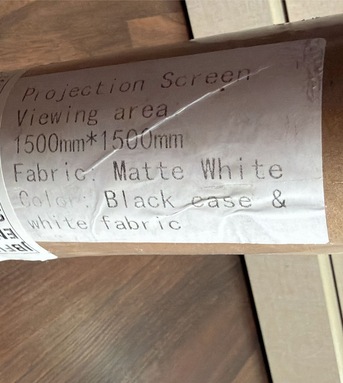 Projection Screen
Viewing area
1500mm*1500mm
Fabric: Matte White
Color: Black case &
white fabric